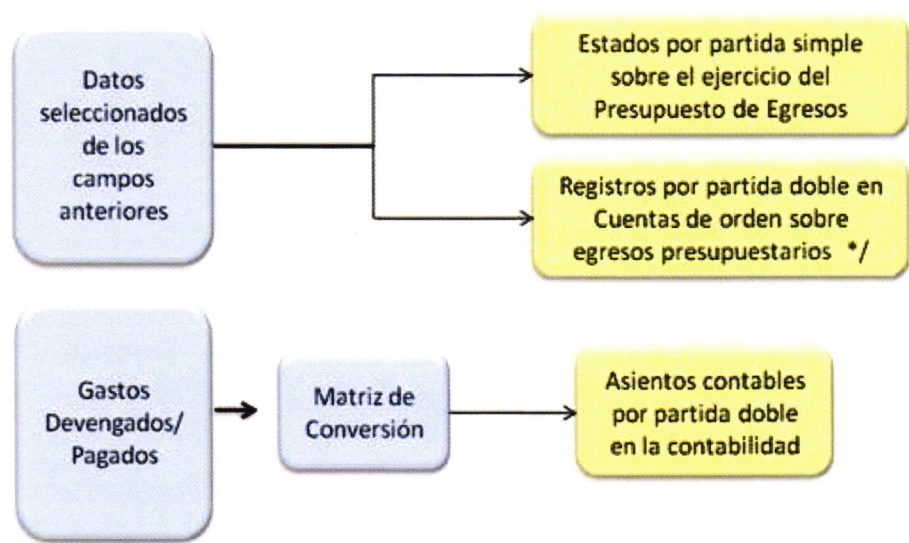 Datos
seleccionados
de los
campos
anteriores
Estados por partida simple
sobre el ejercicio del
Presupuesto de Egresos
Registros por partida doble en
Cuentas de orden sobre
egresos presupuestarios */
Gastos
Devengados/
Pagados
Matriz de
Conversión
Asientos contables
por partida doble
en la contabilidad